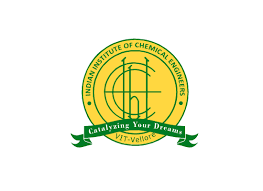 INDIAN INSTITUTE OF CHEMICAL ENGINEERS
Catalyzing Your Dreams
VIT-Vellore